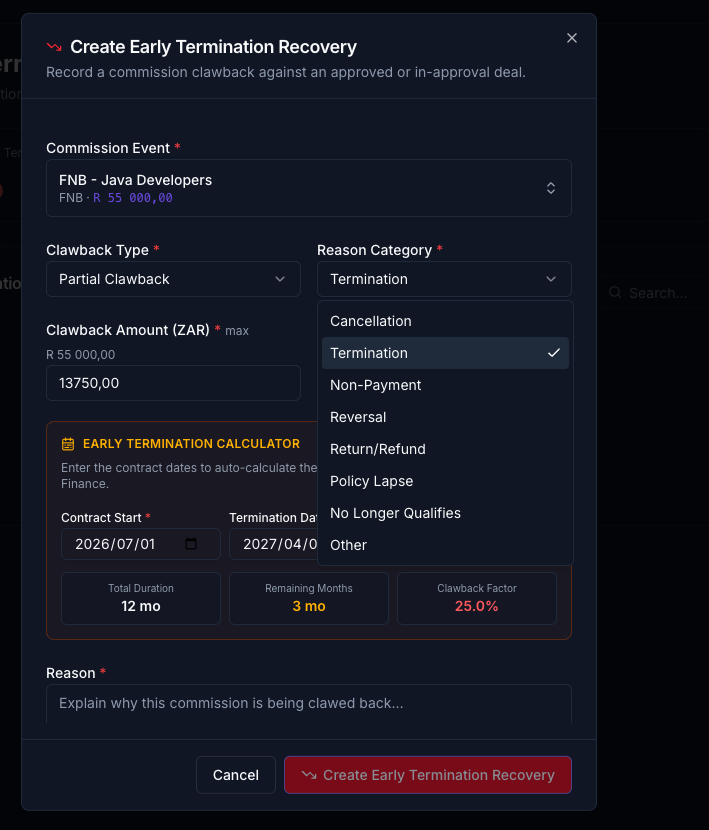 Create Early Termination Recovery
Record a commission clawback against an approved or in-approval deal.
Commission Event *
FNB - Java Developers
FNB · R 55 000,00
Clawback Type *
Reason Category *
Partial Clawback
Termination
Search...
Cancellation
Clawback Amount (ZAR) * max
R 55 000,00
Termination
13750,00
Non-Payment
Reversal
Return/Refund
Policy Lapse
No Longer Qualifies
Other
EARLY TERMINATION CALCULATOR
Enter the contract dates to auto-calculate the
Finance.
Contract Start *
Termination Dat
2026/07/01
2027/04/0
Total Duration
12 mo
Remaining Months
3 mo
Clawback Factor
25.0%
Reason *
Explain why this commission is being clawed back...
Cancel
Create Early Termination Recovery